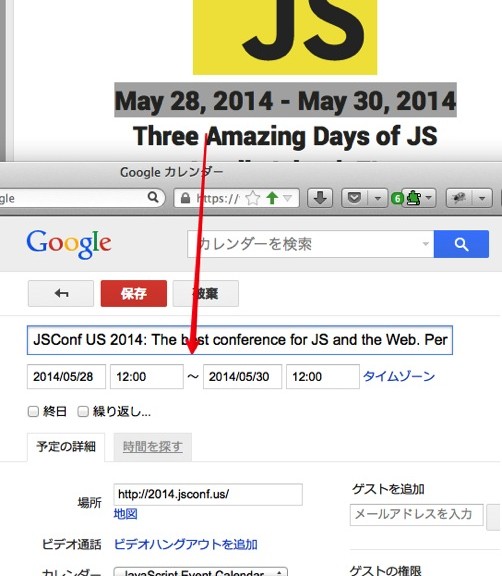 JS
May 28, 2014 - May 30, 2014
Three Amazing Days of JS
Google カレンダー
gle
https://
6
Google
カレンダーを検索
保存
破棄
JSConf US 2014: The best conference for JS and the Web. Per
2014/05/28 12:00 ～ 2014/05/30 12:00 タイムゾーン
終日 繰り返し...
予定の詳細 時間を探す
場所 http://2014.jsconf.us/
地図
ゲストを追加
メールアドレスを入力
ビデオ通話 ビデオハングアウトを追加
カレンダー JavaScript Event Calendar
ゲストの権限